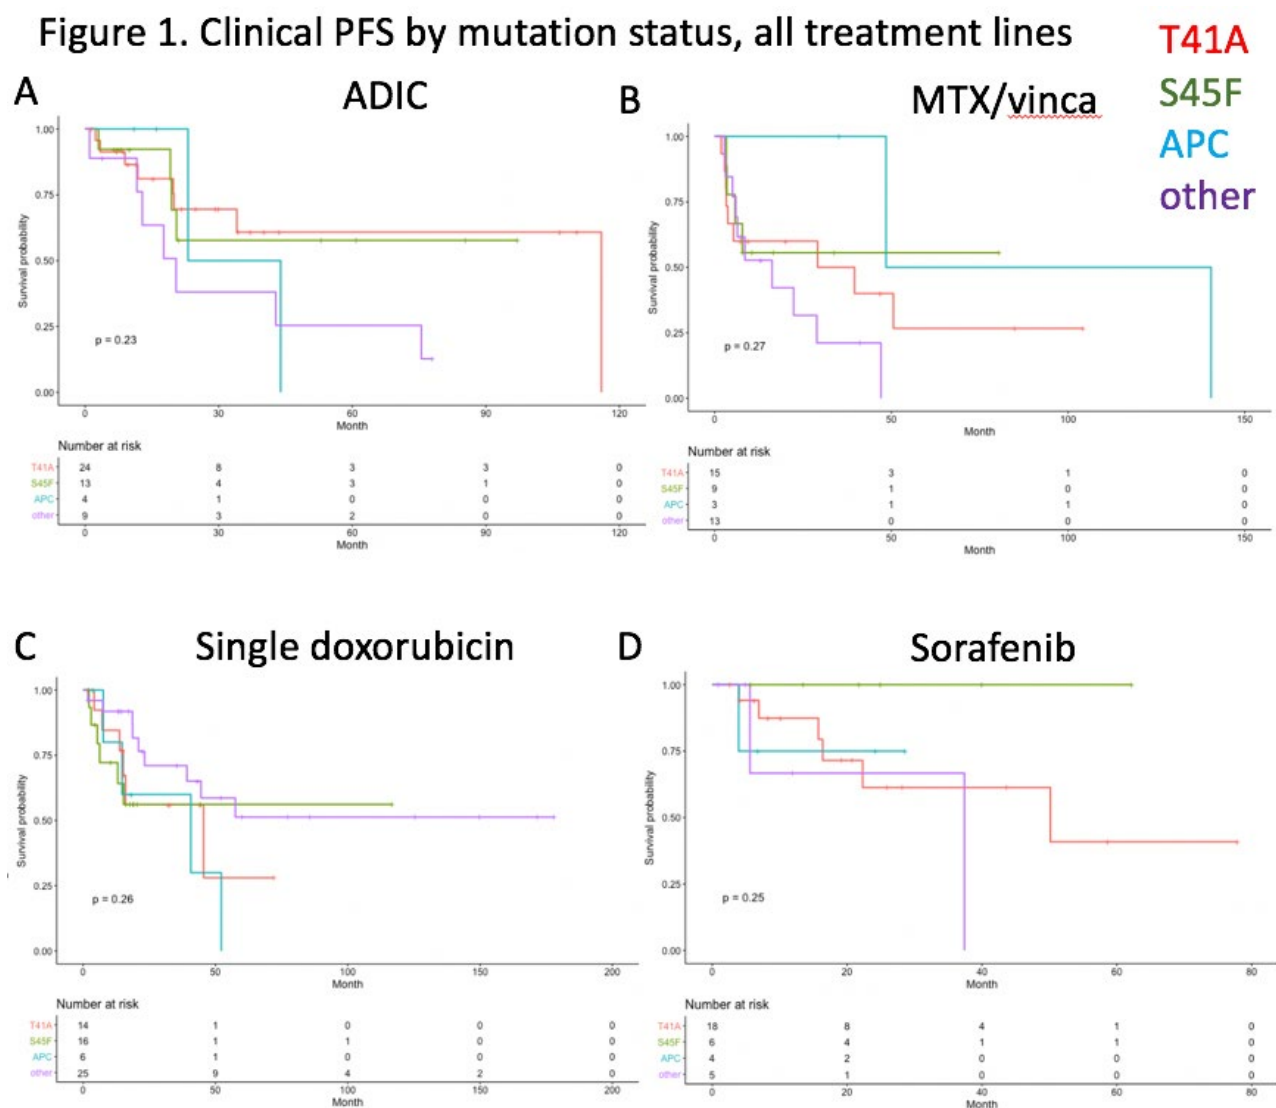 Figure 1. Clinical PFS by mutation status, all treatment lines
T41A
S45F
APC
other
A
ADIC
Survival probability
1.00
0.75
0.50
0.25
0.00
p = 0.23
0 30 60 90 120
Month
Number at risk
T41A 24 8 3 3 0
S45F 13 4 3 1 0
APC 4 1 0 0 0
other 9 3 2 0 0
0 30 60 90 120
Month
B
MTX/vinca
Survival probability
1.00
0.75
0.50
0.25
0.00
p = 0.27
0 50 100 150
Month
Number at risk
T41A 15 3 1 0
S45F 9 1 0 0
APC 3 1 1 0
other 13 0 0 0
0 50 100 150
Month
C
Single doxorubicin
Survival probability
1.00
0.75
0.50
0.25
0.00
p = 0.26
0 50 100 150 200
Month
Number at risk
T41A 14 1 0 0 0
S45F 16 1 1 0 0
APC 6 1 0 0 0
other 25 9 4 2 0
0 50 100 150 200
Month
D
Sorafenib
Survival probability
1.00
0.75
0.50
0.25
0.00
p = 0.25
0 20 40 60 80
Month
Number at risk
T41A 18 8 4 1 0
S45F 6 4 1 1 0
APC 4 2 0 0 0
other 5 1 0 0 0
0 20 40 60 80
Month